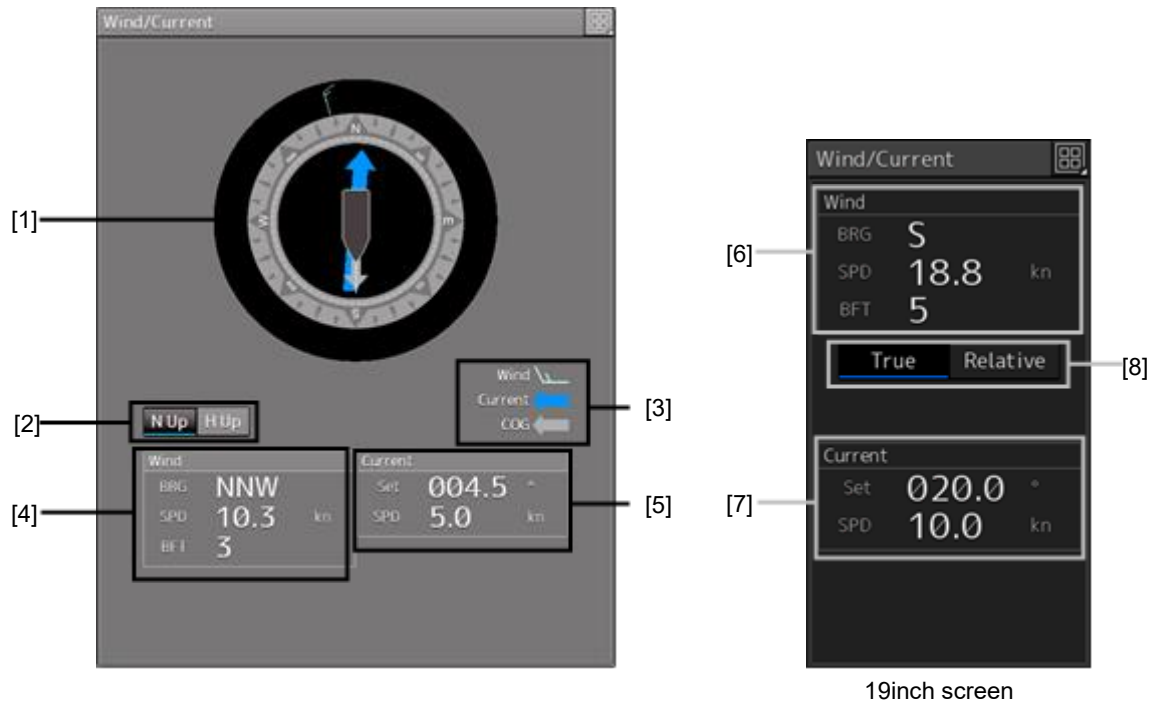 Wind/Current
N
E
S
W
[1]
Wind
Current
COG
[3]
[2]
N Up H Up
Wind
BRG NNW
SPD 10.3 kn
BFT 3
[4]
Current
Set 004.5 °
SPD 5.0 kn
[5]
Wind/Current
Wind
BRG S
SPD 18.8 kn
BFT 5
[6]
True Relative
[8]
Current
Set 020.0 °
SPD 10.0 kn
[7]
19inch screen